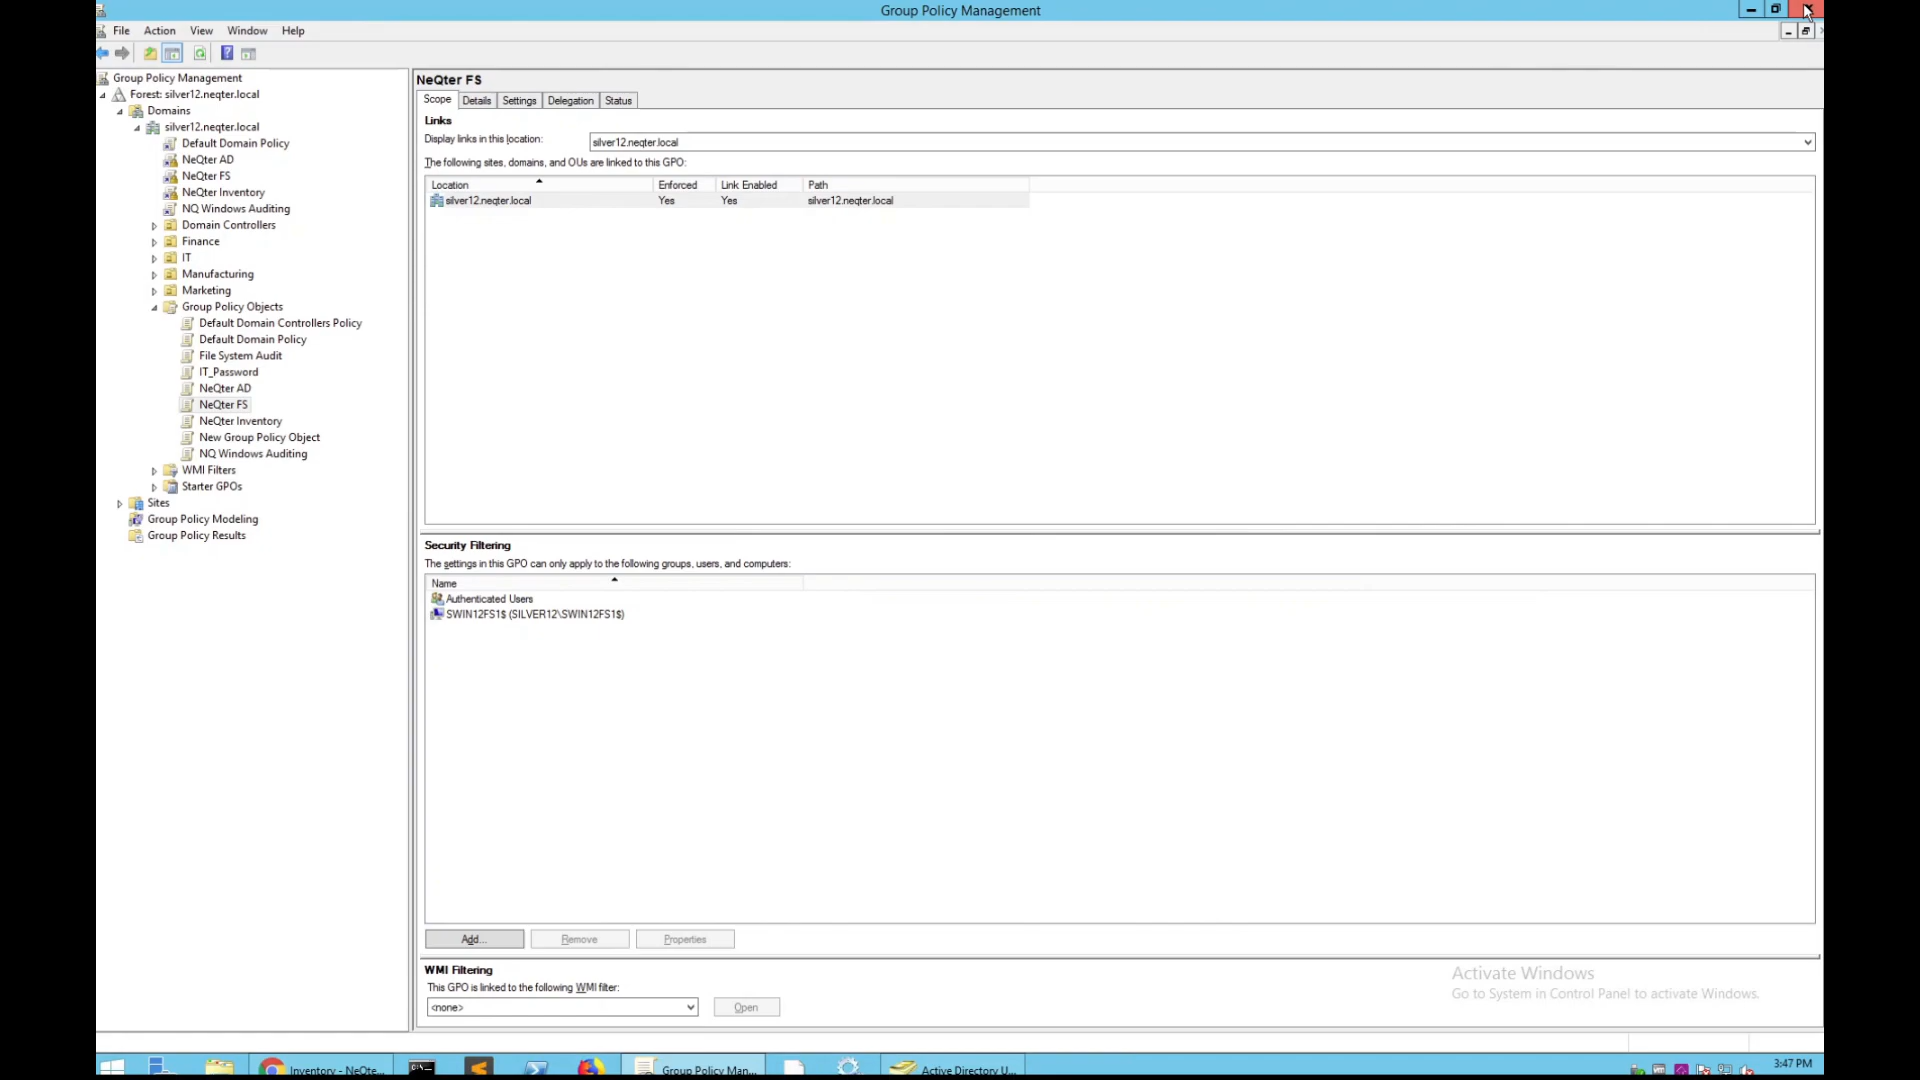 Group Policy Management
File Action View Window Help
Group Policy Management
Forest: silver12.neqter.local
Domains
silver12.neqter.local
Default Domain Policy
NeQter AD
NeQter FS
NeQter Inventory
NQ Windows Auditing
Domain Controllers
Finance
IT
Manufacturing
Marketing
Group Policy Objects
Default Domain Controllers Policy
Default Domain Policy
File System Audit
IT_Password
NeQter AD
NeQter FS
NeQter Inventory
New Group Policy Object
NQ Windows Auditing
WMI Filters
Starter GPOs
Sites
Group Policy Modeling
Group Policy Results
NeQter FS
Scope Details Settings Delegation Status
Links
Display links in this location: silver12.neqter.local
The following sites, domains, and OUs are linked to this GPO:
Location Enforced Link Enabled Path
silver12.neqter.local Yes Yes silver12.neqter.local
Security Filtering
The settings in this GPO can only apply to the following groups, users, and computers:
Name
Authenticated Users
SWIN12FS1$ (SILVER12\SWIN12FS1$)
Add... Remove Properties
WMI Filtering
This GPO is linked to the following WMI filter:
<none> Open
Activate Windows
Go to System in Control Panel to activate Windows.
Inventory - NeQte... Group Policy Man... Active Directory U... 3:47 PM